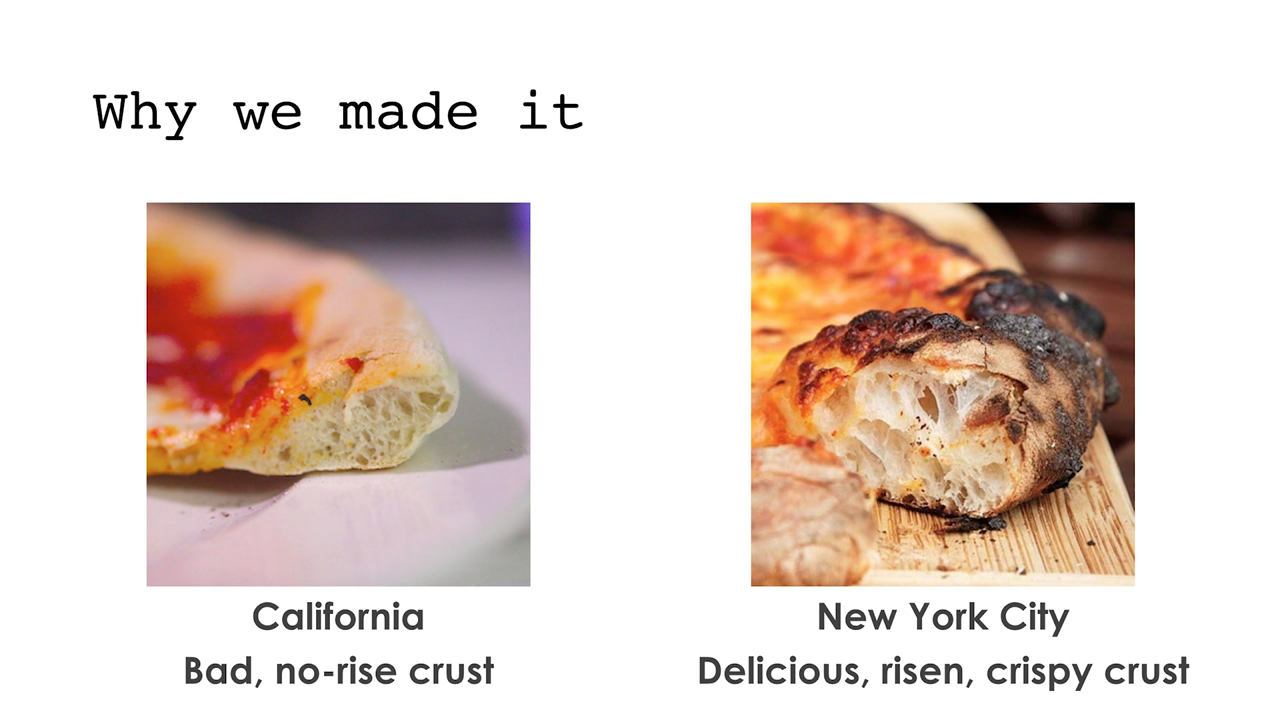 Why we made it
California
Bad, no-rise crust
New York City
Delicious, risen, crispy crust